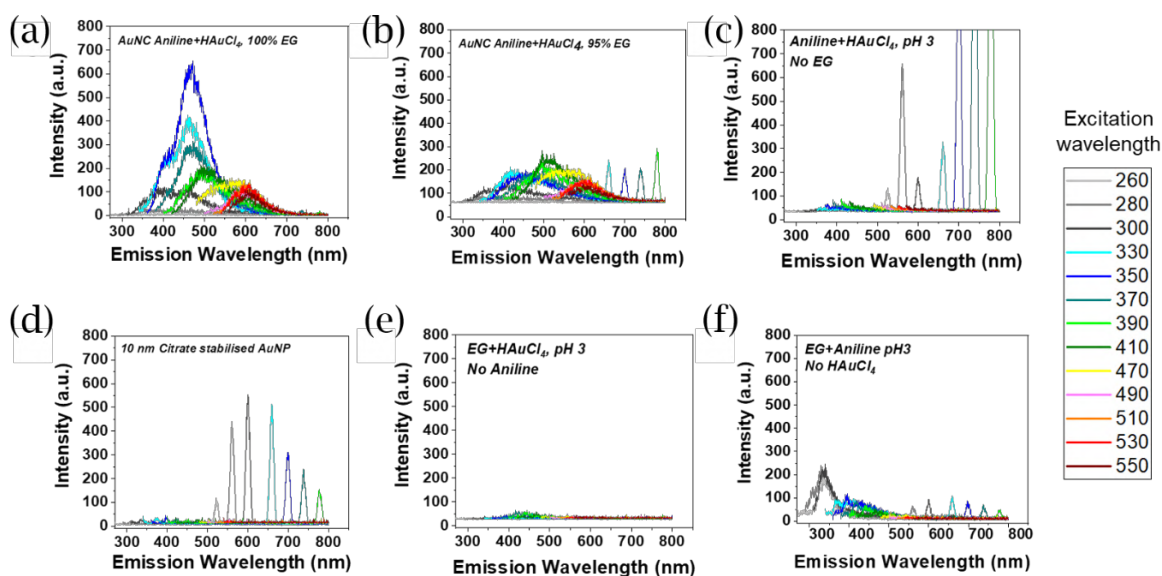 (a)
AuNC Aniline+HAuCl4, 100% EG
Intensity (a.u.)
800
700
600
500
400
300
200
100
0
300 400 500 600 700 800
Emission Wavelength (nm)
(b)
AuNC Aniline+HAuCl4, 95% EG
Intensity (a.u.)
800
700
600
500
400
300
200
100
0
300 400 500 600 700 800
Emission Wavelength (nm)
(c)
Aniline+HAuCl4, pH 3
No EG
Intensity (a.u.)
800
700
600
500
400
300
200
100
0
300 400 500 600 700 800
Emission Wavelength (nm)
(d)
10 nm Citrate stabilised AuNP
Intensity (a.u.)
800
700
600
500
400
300
200
100
0
300 400 500 600 700 800
Emission Wavelength (nm)
(e)
EG+HAuCl4, pH 3
No Aniline
Intensity (a.u.)
800
700
600
500
400
300
200
100
0
300 400 500 600 700 800
Emission Wavelength (nm)
(f)
EG+Aniline pH3
No HAuCl4
Intensity (a.u.)
800
700
600
500
400
300
200
100
0
300 400 500 600 700 800
Emission Wavelength (nm)
Excitation
wavelength
260
280
300
330
350
370
390
410
470
490
510
530
550